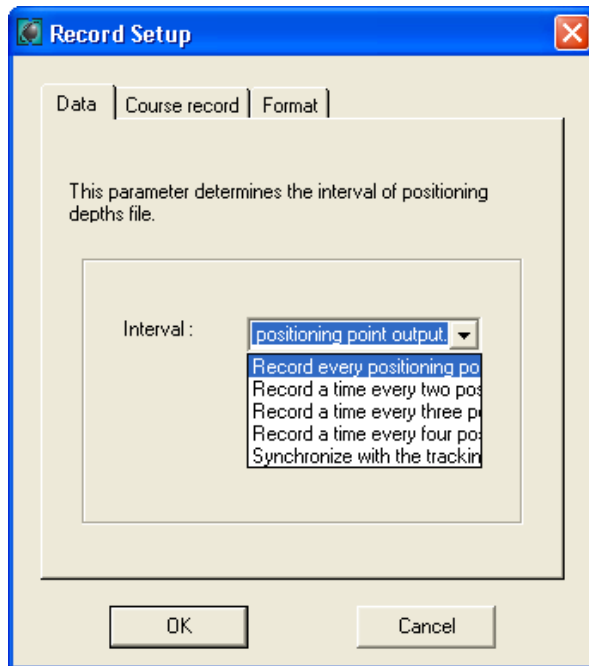 Record Setup
Data Course record Format
This parameter determines the interval of positioning
depths file.
Interval : positioning point output.
Record every positioning po
Record a time every two pos
Record a time every three p
Record a time every four pos
Synchronize with the trackin
OK Cancel